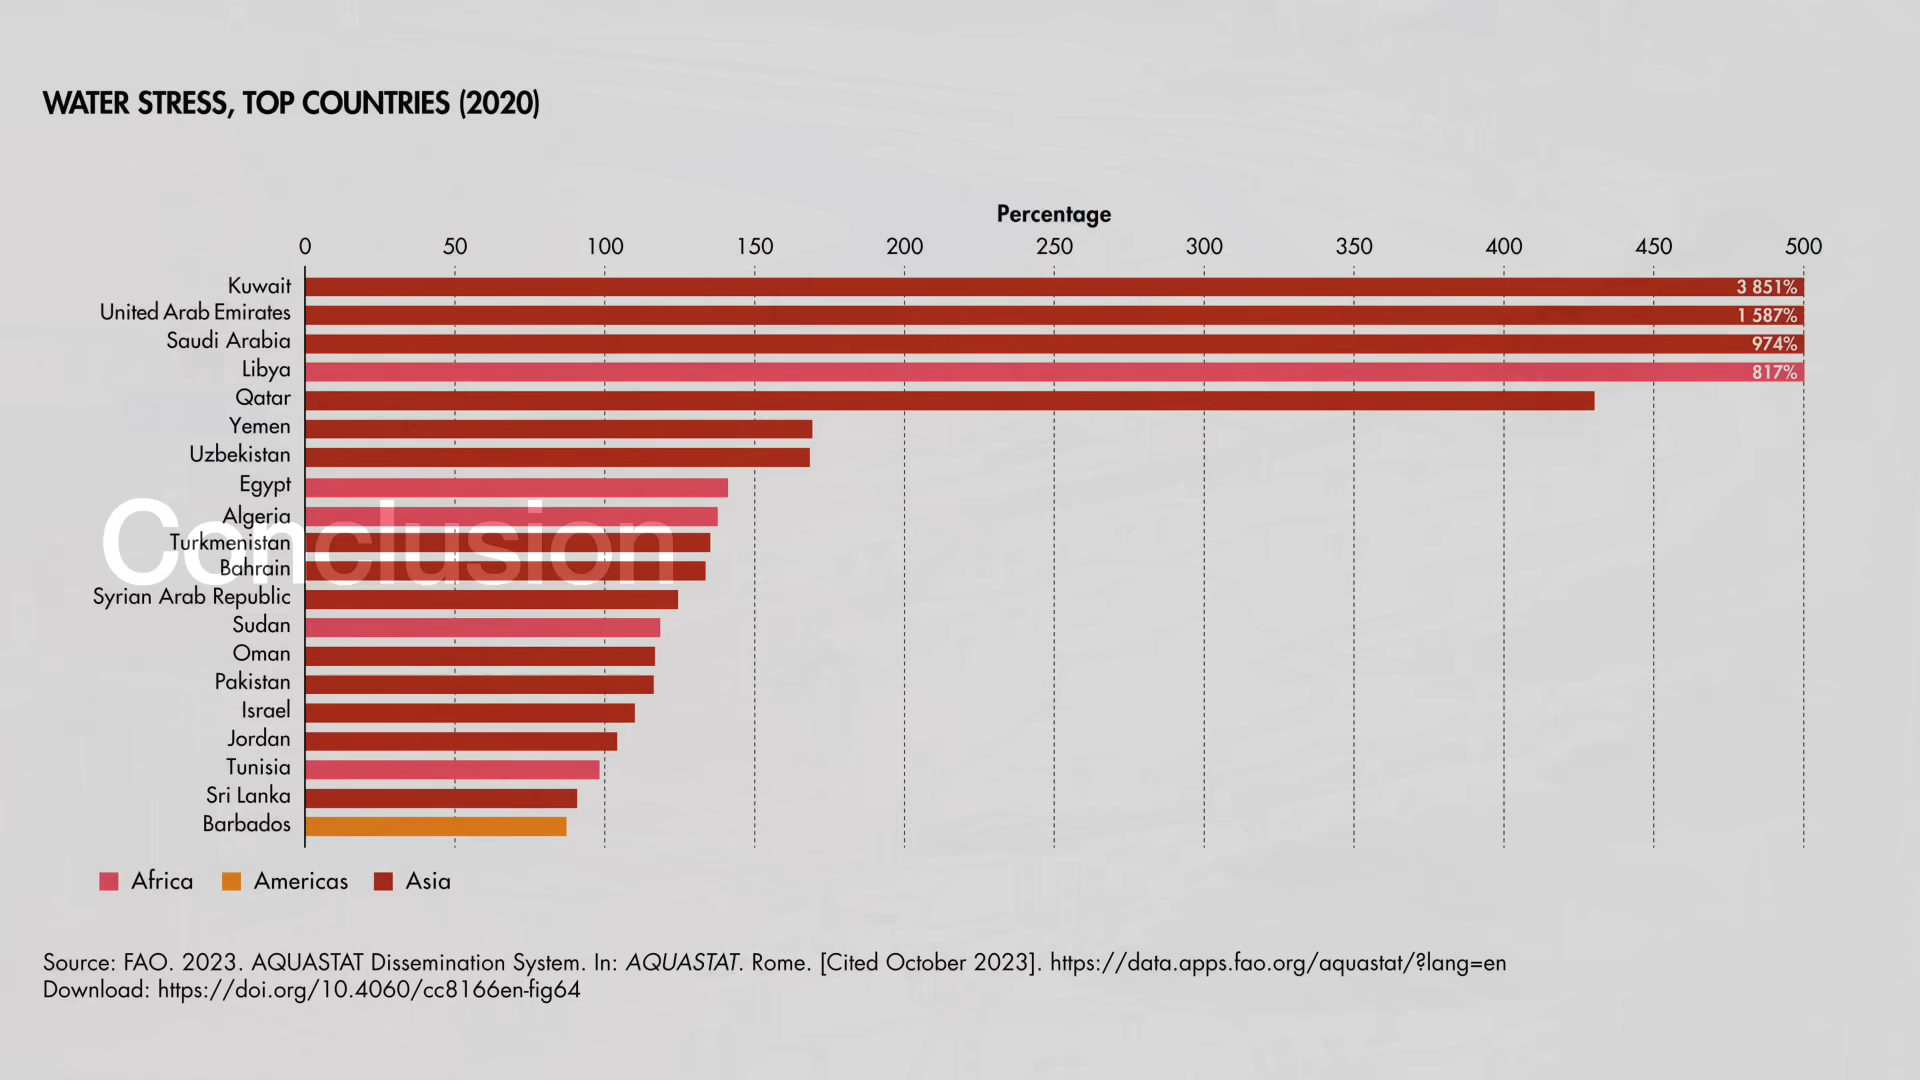 WATER STRESS, TOP COUNTRIES (2020)
Percentage
0 50 100 150 200 250 300 350 400 450 500
Kuwait 3 851%
United Arab Emirates 1 587%
Saudi Arabia 974%
Libya 817%
Qatar
Yemen
Uzbekistan
Egypt
Algeria
Conclusion
Turkmenistan
Bahrain
Syrian Arab Republic
Sudan
Oman
Pakistan
Israel
Jordan
Tunisia
Sri Lanka
Barbados
Africa Americas Asia
Source: FAO. 2023. AQUASTAT Dissemination System. In: AQUASTAT. Rome. [Cited October 2023]. https://data.apps.fao.org/aquastat/?lang=en
Download: https://doi.org/10.4060/cc8166en-fig64